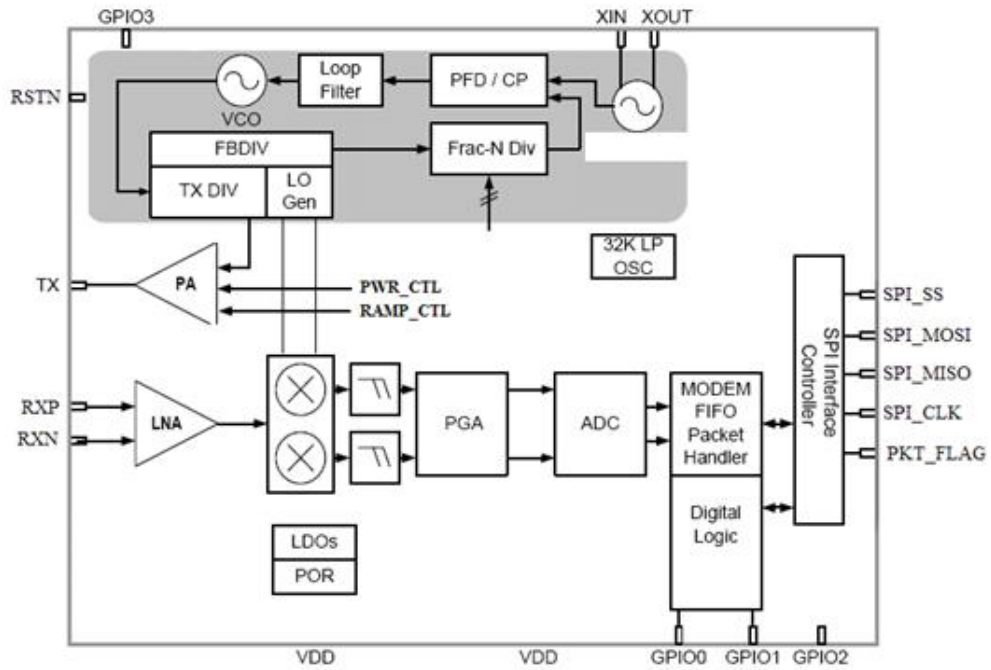 GPIO3
XIN
XOUT
RSTN
VCO
Loop
Filter
PFD / CP
FBDIV
TX DIV
LO
Gen
Frac-N Div
32K LP
OSC
TX
PA
PWR_CTL
RAMP_CTL
RXP
RXN
LNA
PGA
ADC
MODEM
FIFO
Packet
Handler
Digital
Logic
SPI Interface
Controller
SPI_SS
SPI_MOSI
SPI_MISO
SPI_CLK
PKT_FLAG
LDOs
POR
VDD
VDD
GPIO0
GPIO1
GPIO2